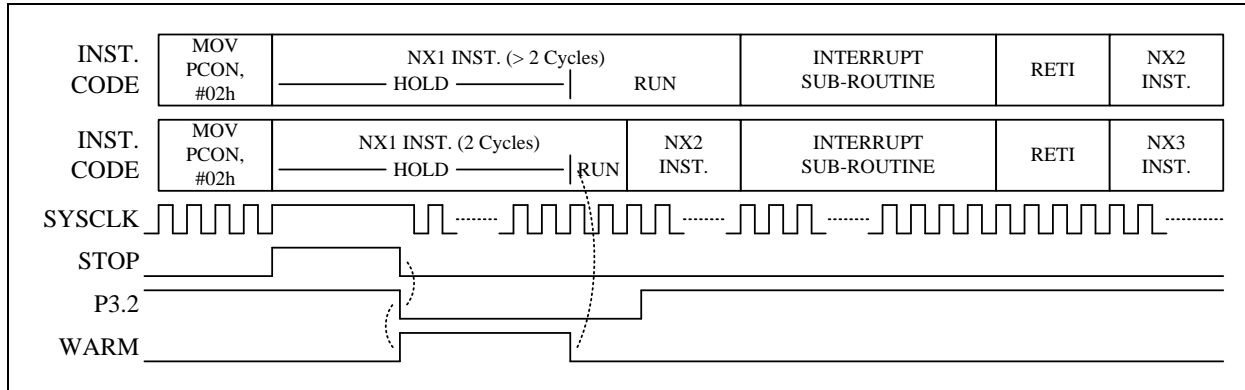 INST. CODE
MOV PCON, #02h
NX1 INST. (> 2 Cycles)
HOLD
RUN
INTERRUPT SUB-ROUTINE
RETI
NX2 INST.
INST. CODE
MOV PCON, #02h
NX1 INST. (2 Cycles)
HOLD
RUN
NX2 INST.
INTERRUPT SUB-ROUTINE
RETI
NX3 INST.
SYSCLK
STOP
P3.2
WARM